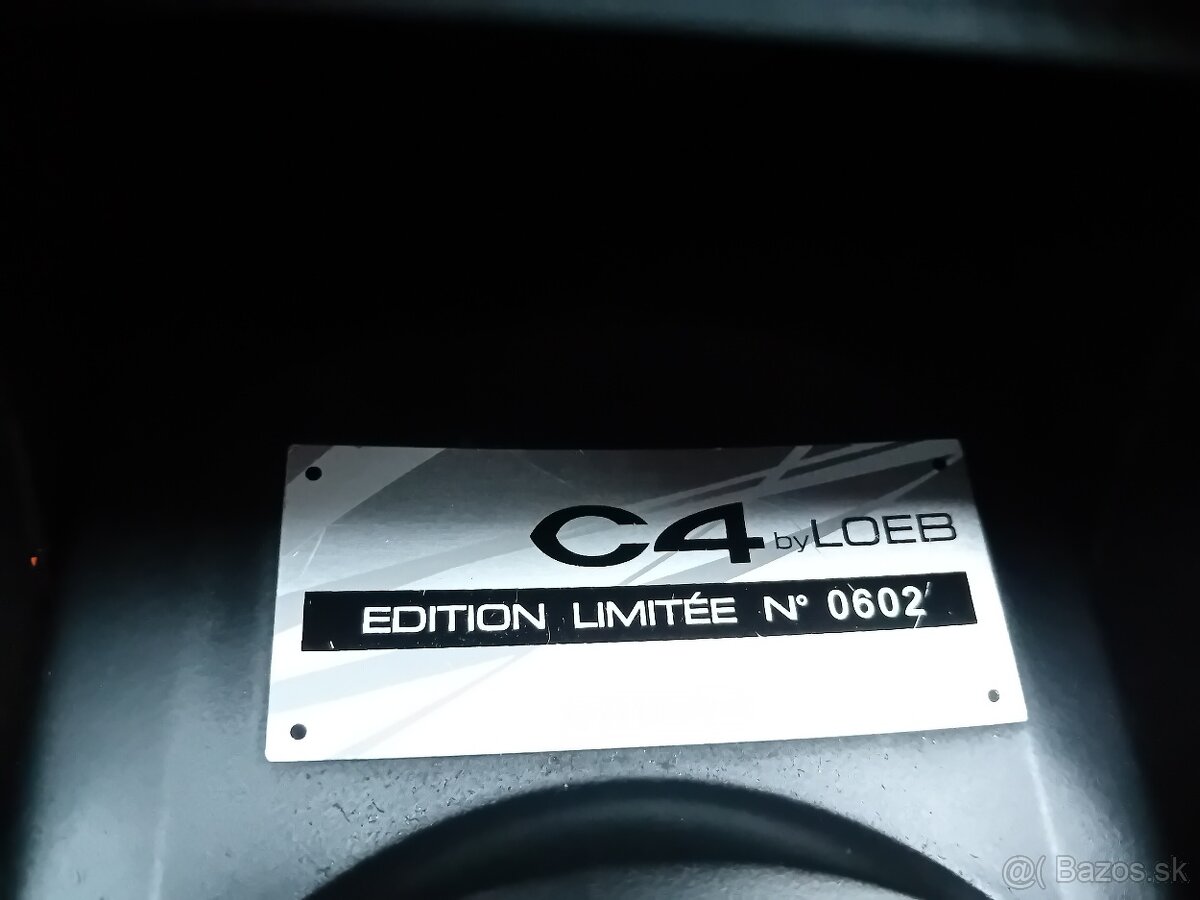 C4 by LOEB
EDITION LIMITÉE N° 0602
@( Bazos.sk